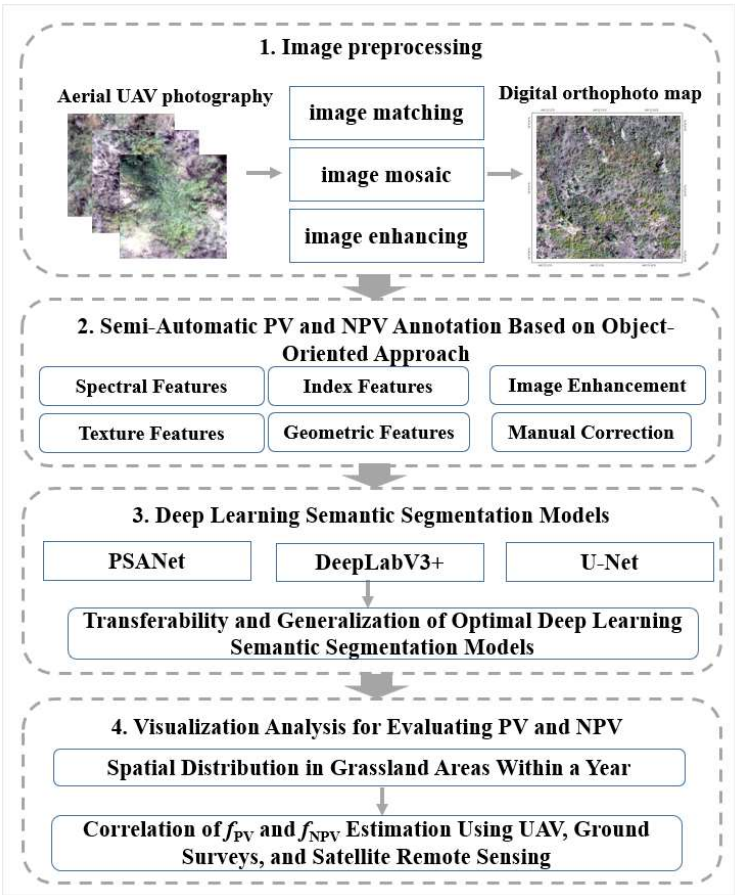 1. Image preprocessing
Aerial UAV photography
image matching
image mosaic
image enhancing
Digital orthophoto map
2. Semi-Automatic PV and NPV Annotation Based on Object-
Oriented Approach
Spectral Features
Index Features
Image Enhancement
Texture Features
Geometric Features
Manual Correction
3. Deep Learning Semantic Segmentation Models
PSANet
DeepLabV3+
U-Net
Transferability and Generalization of Optimal Deep Learning
Semantic Segmentation Models
4. Visualization Analysis for Evaluating PV and NPV
Spatial Distribution in Grassland Areas Within a Year
Correlation of fPV and fNPV Estimation Using UAV, Ground
Surveys, and Satellite Remote Sensing